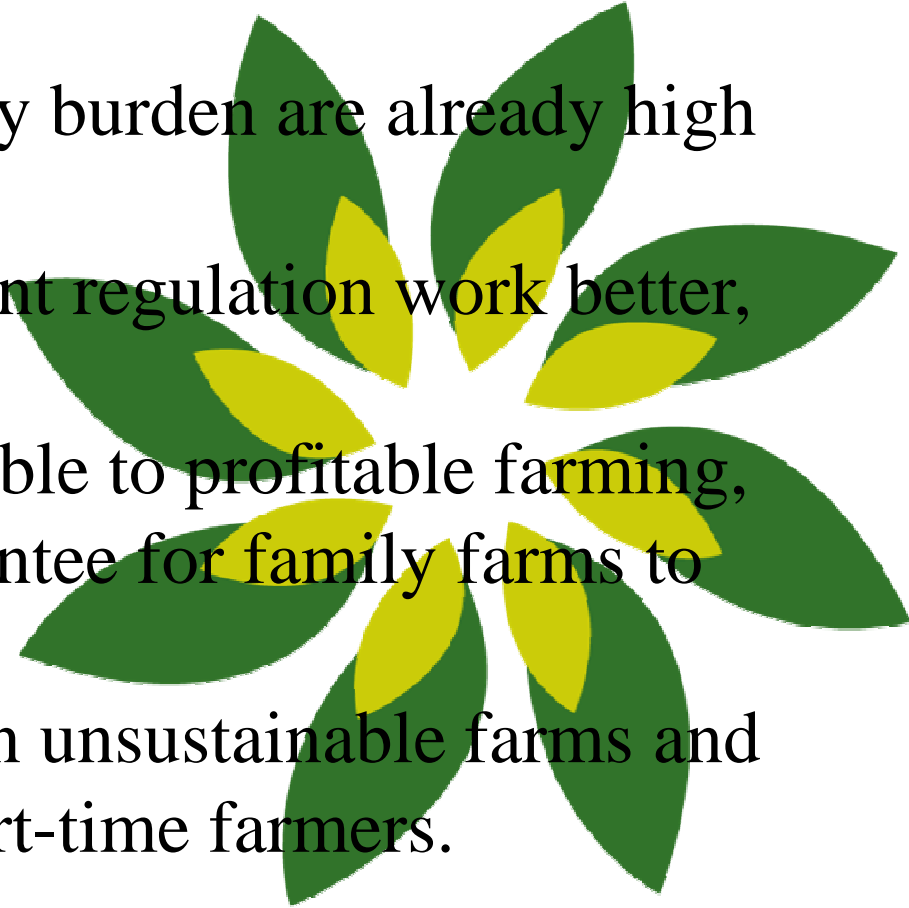 y burden are already high
nt regulation work better,
ble to profitable farming,
ntee for family farms to
n unsustainable farms and
rt-time farmers.